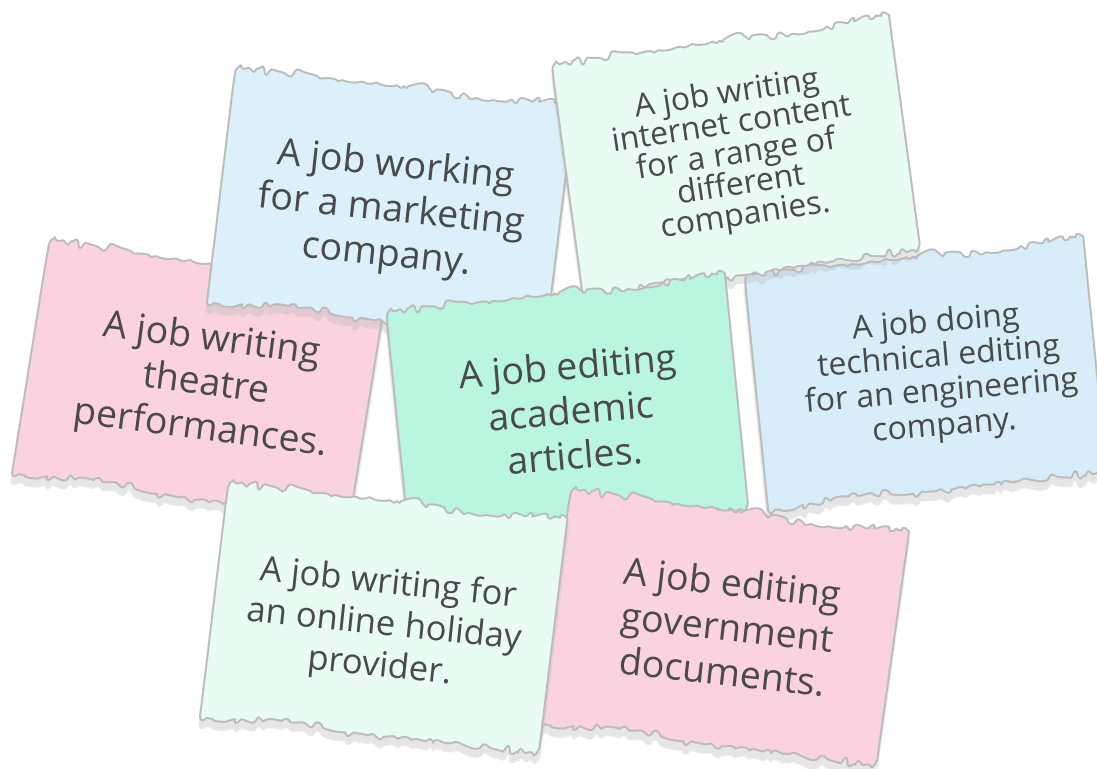 A job writing
internet content
for a range of
different
companies.
A job working
for a marketing
company.
A job writing
theatre
performances.
A job editing
academic
articles.
A job doing
technical editing
for an engineering
company.
A job writing for
an online holiday
provider.
A job editing
government
documents.